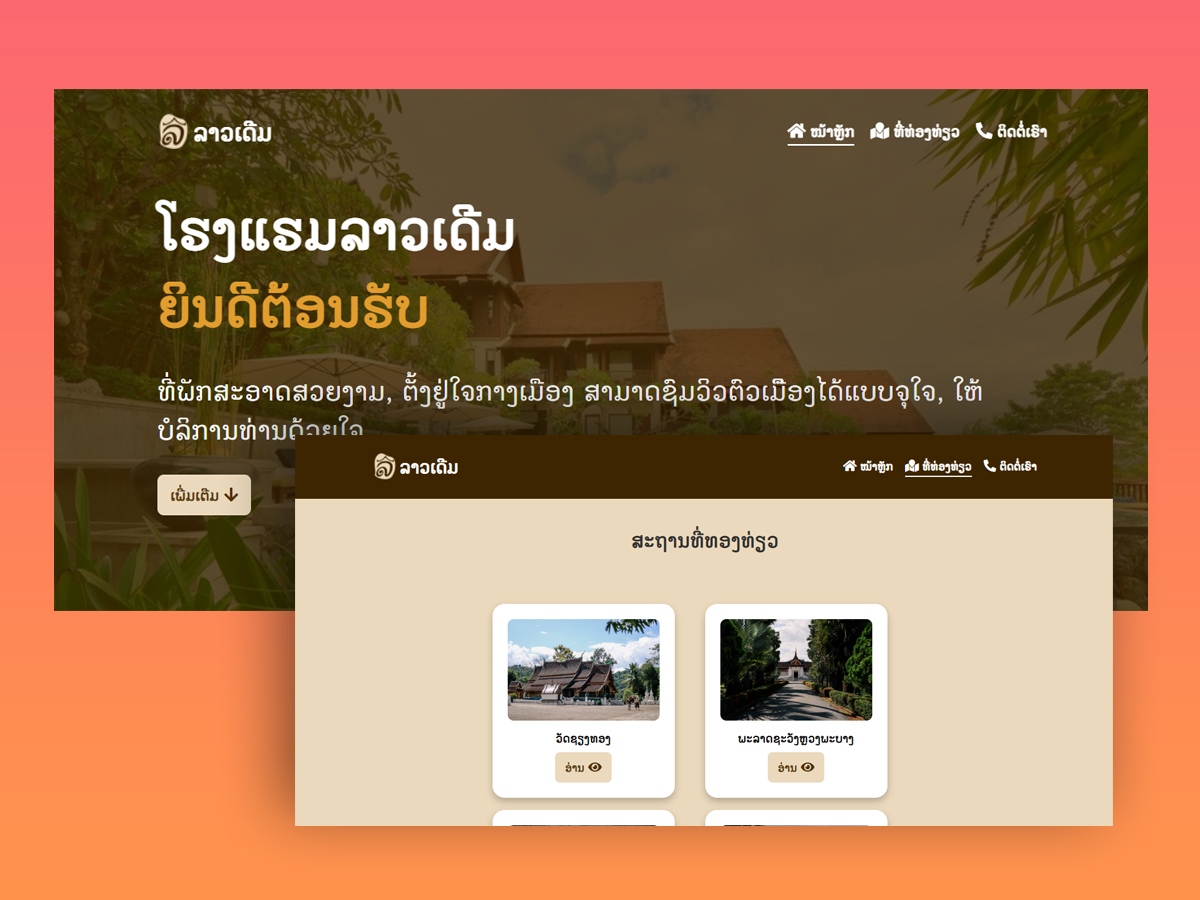 ລາວເດີມ
ໜ້າຫຼັກ
ທີ່ທ່ອງທ່ຽວ
ຕິດຕໍ່ເຮົາ
ໂຮງແຮມລາວເດີມ
ຍິນດີຕ້ອນຮັບ
ທີ່ພັກສະອາດສວຍງາມ, ຕັ້ງຢູ່ໃຈກາງເມືອງ ສາມາດຊົມວິວຕົວເມືອງໄດ້ແບບຈຸໃຈ, ໃຫ້
ບໍລິການທ່ານດ້ວຍໃຈ
ເພີ່ມເຕີມ
ລາວເດີມ
ໜ້າຫຼັກ
ທີ່ທ່ອງທ່ຽວ
ຕິດຕໍ່ເຮົາ
ສະຖານທີ່ທອງທ່ຽວ
ວັດຊຽງທອງ
ອ່ານ
ພະລາດຊະວັງຫຼວງພະບາງ
ອ່ານ